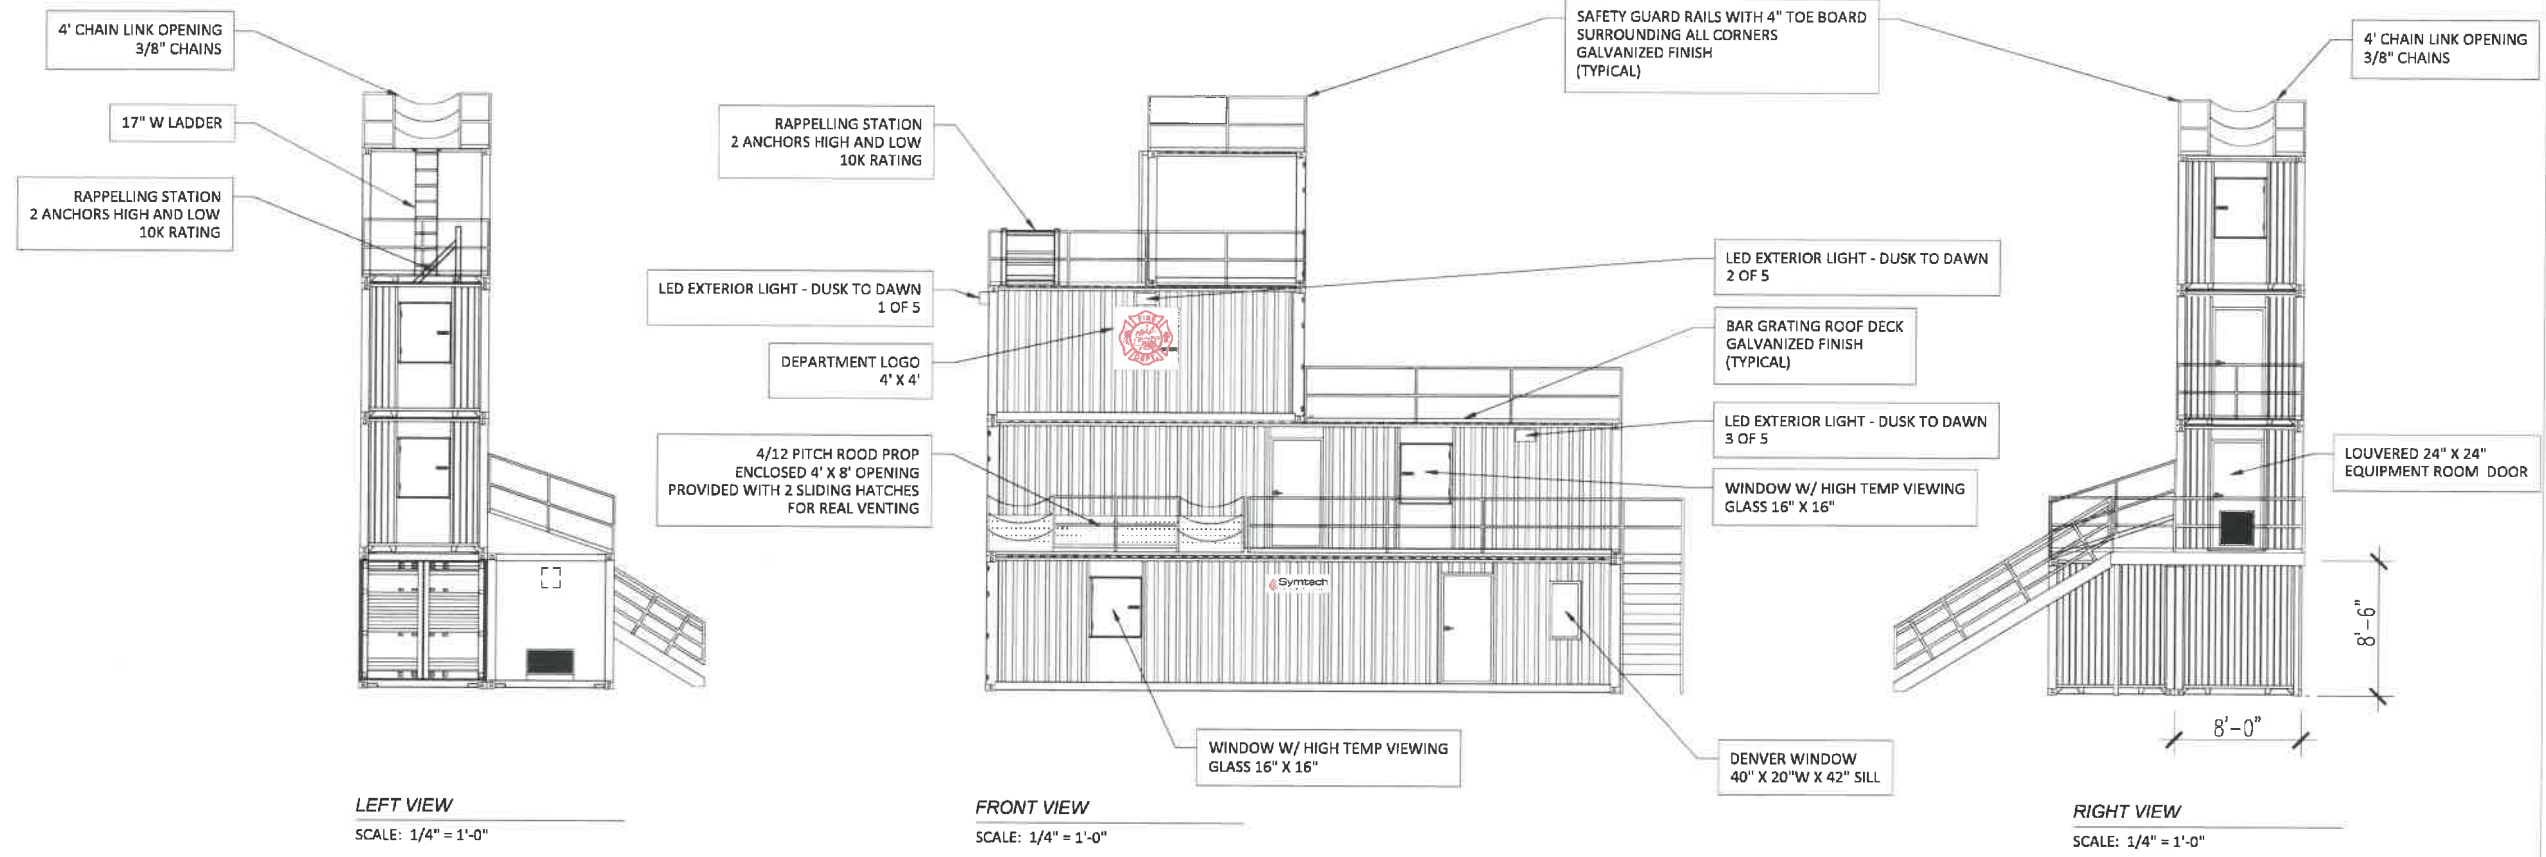 4' CHAIN LINK OPENING
3/8" CHAINS
17" W LADDER
RAPPELLING STATION
2 ANCHORS HIGH AND LOW
10K RATING
LEFT VIEW
SCALE: 1/4" = 1'-0"
RAPPELLING STATION
2 ANCHORS HIGH AND LOW
10K RATING
LED EXTERIOR LIGHT - DUSK TO DAWN
1 OF 5
DEPARTMENT LOGO
4' X 4'
4/12 PITCH ROOD PROP
ENCLOSED 4' X 8' OPENING
PROVIDED WITH 2 SLIDING HATCHES
FOR REAL VENTING
FIRE
DEPT
Symtech
WINDOW W/ HIGH TEMP VIEWING
GLASS 16" X 16"
FRONT VIEW
SCALE: 1/4" = 1'-0"
SAFETY GUARD RAILS WITH 4" TOE BOARD
SURROUNDING ALL CORNERS
GALVANIZED FINISH
(TYPICAL)
LED EXTERIOR LIGHT - DUSK TO DAWN
2 OF 5
BAR GRATING ROOF DECK
GALVANIZED FINISH
(TYPICAL)
LED EXTERIOR LIGHT - DUSK TO DAWN
3 OF 5
WINDOW W/ HIGH TEMP VIEWING
GLASS 16" X 16"
DENVER WINDOW
40" X 20"W X 42" SILL
4' CHAIN LINK OPENING
3/8" CHAINS
LOUVERED 24" X 24"
EQUIPMENT ROOM DOOR
8'-6"
8'-0"
RIGHT VIEW
SCALE: 1/4" = 1'-0"